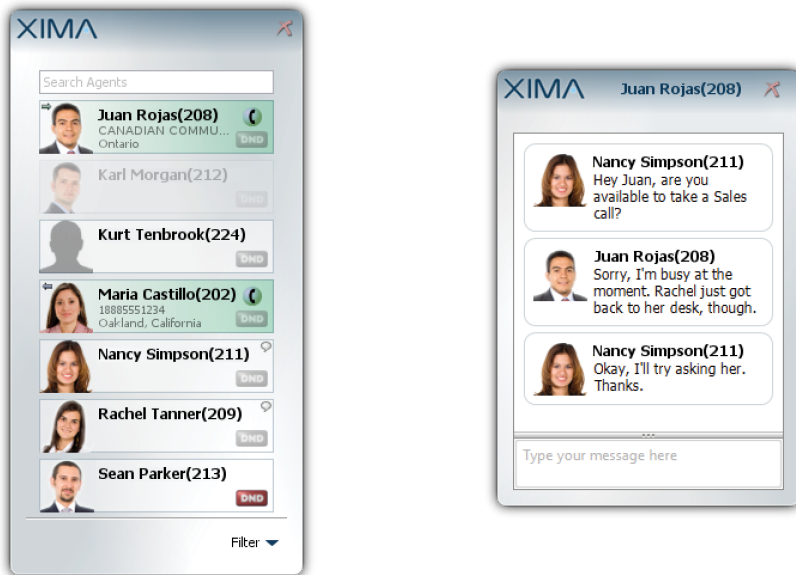 XIMA
Search Agents
Juan Rojas(208)
CANADIAN COMMU...
Ontario
DND
Karl Morgan(212)
Kurt Tenbrook(224)
DND
Maria Castillo(202)
18885551234
Oakland, California
DND
Nancy Simpson(211)
DND
Rachel Tanner(209)
DND
Sean Parker(213)
DND
Filter
XIMA
Juan Rojas(208)
Nancy Simpson(211)
Hey Juan, are you
available to take a Sales
call?
Juan Rojas(208)
Sorry, I'm busy at the
moment. Rachel just got
back to her desk, though.
Nancy Simpson(211)
Okay, I'll try asking her.
Thanks.
Type your message here